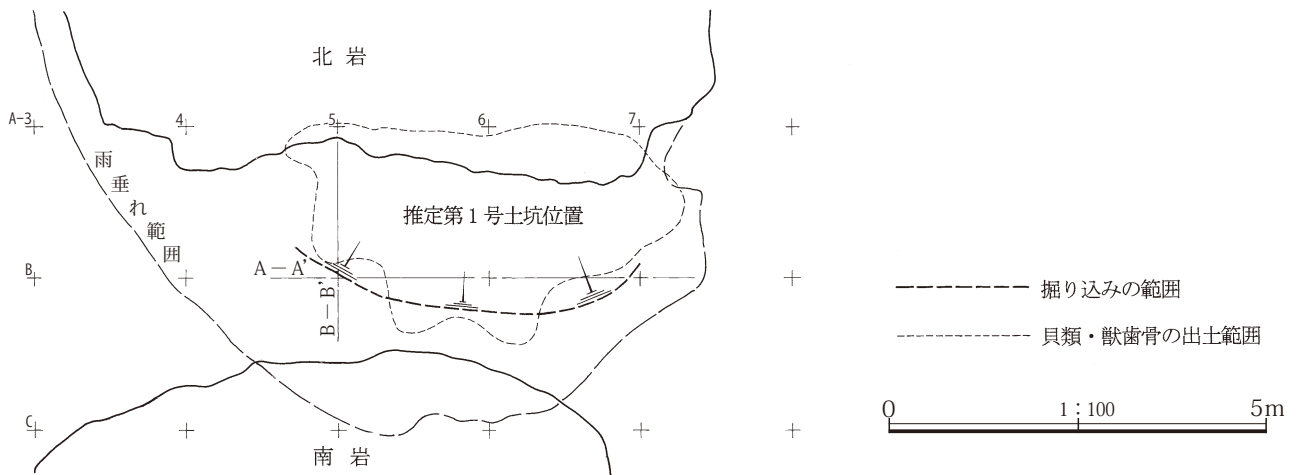 北岩
A-3
4
5
6
7
雨垂れ範囲
推定第1号土坑位置
B
A－A'
B－B'
掘り込みの範囲
貝類・獣歯骨の出土範囲
0
1：100
5m
C
南岩